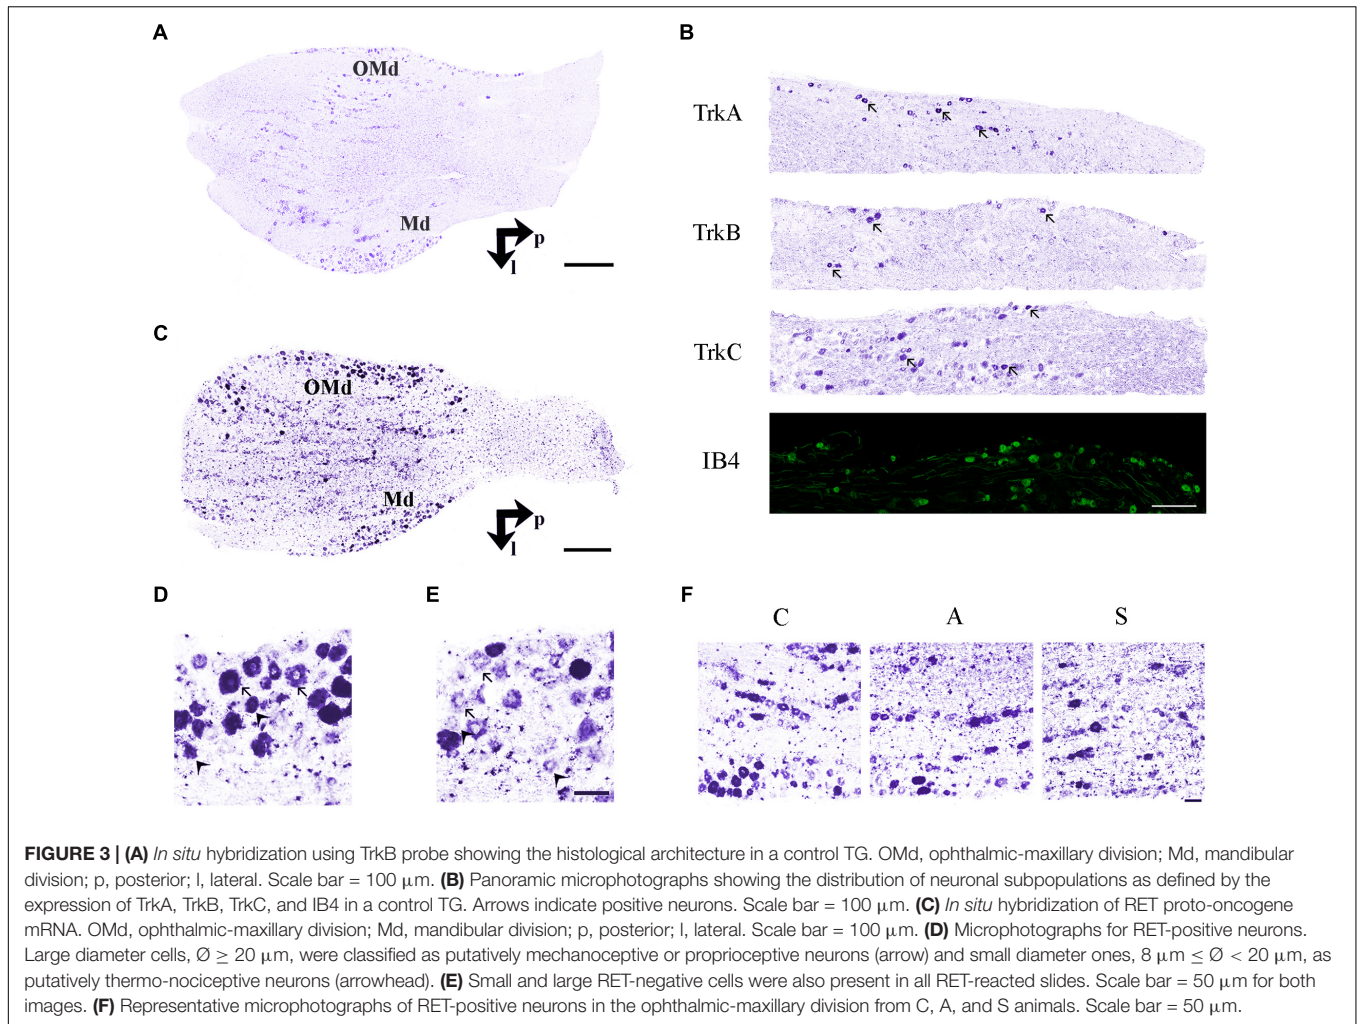 A
OMd
Md
p
l
B
TrkA
TrkB
TrkC
IB4
C
OMd
Md
p
l
D
E
F
C
A
S
FIGURE 3 | (A) In situ hybridization using TrkB probe showing the histological architecture in a control TG. OMd, ophthalmic-maxillary division; Md, mandibular
division; p, posterior; l, lateral. Scale bar = 100 μm. (B) Panoramic microphotographs showing the distribution of neuronal subpopulations as defined by the
expression of TrkA, TrkB, TrkC, and IB4 in a control TG. Arrows indicate positive neurons. Scale bar = 100 μm. (C) In situ hybridization of RET proto-oncogene
mRNA. OMd, ophthalmic-maxillary division; Md, mandibular division; p, posterior; l, lateral. Scale bar = 100 μm. (D) Microphotographs for RET-positive neurons.
Large diameter cells, Ø ≥ 20 μm, were classified as putatively mechanoceptive or proprioceptive neurons (arrow) and small diameter ones, 8 μm ≤ Ø < 20 μm, as
putatively thermo-nociceptive neurons (arrowhead). (E) Small and large RET-negative cells were also present in all RET-reacted slides. Scale bar = 50 μm for both
images. (F) Representative microphotographs of RET-positive neurons in the ophthalmic-maxillary division from C, A, and S animals. Scale bar = 50 μm.